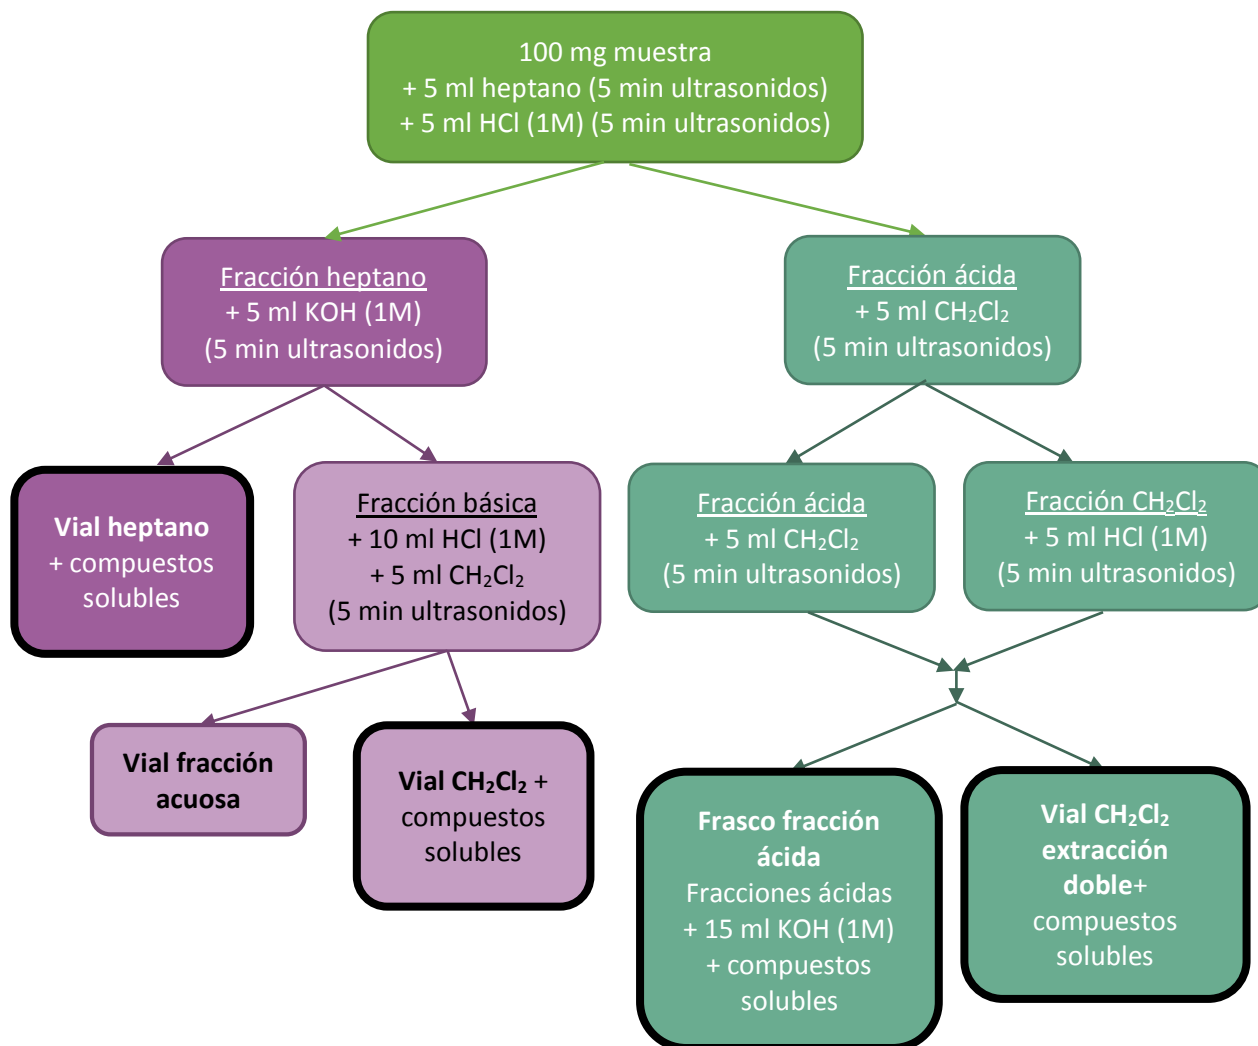 100 mg muestra
+ 5 ml heptano (5 min ultrasonidos)
+ 5 ml HCl (1M) (5 min ultrasonidos)
Fracción heptano
+ 5 ml KOH (1M)
(5 min ultrasonidos)
Fracción ácida
+ 5 ml CH₂Cl₂
(5 min ultrasonidos)
Vial heptano
+ compuestos
solubles
Fracción básica
+ 10 ml HCl (1M)
+ 5 ml CH₂Cl₂
(5 min ultrasonidos)
Fracción ácida
+ 5 ml CH₂Cl₂
(5 min ultrasonidos)
Fracción CH₂Cl₂
+ 5 ml HCl (1M)
(5 min ultrasonidos)
Vial fracción
acuosa
Vial CH₂Cl₂ +
compuestos
solubles
Frasco fracción
ácida
Fracciones ácidas
+ 15 ml KOH (1M)
+ compuestos
solubles
Vial CH₂Cl₂
extracción
doble+
compuestos
solubles